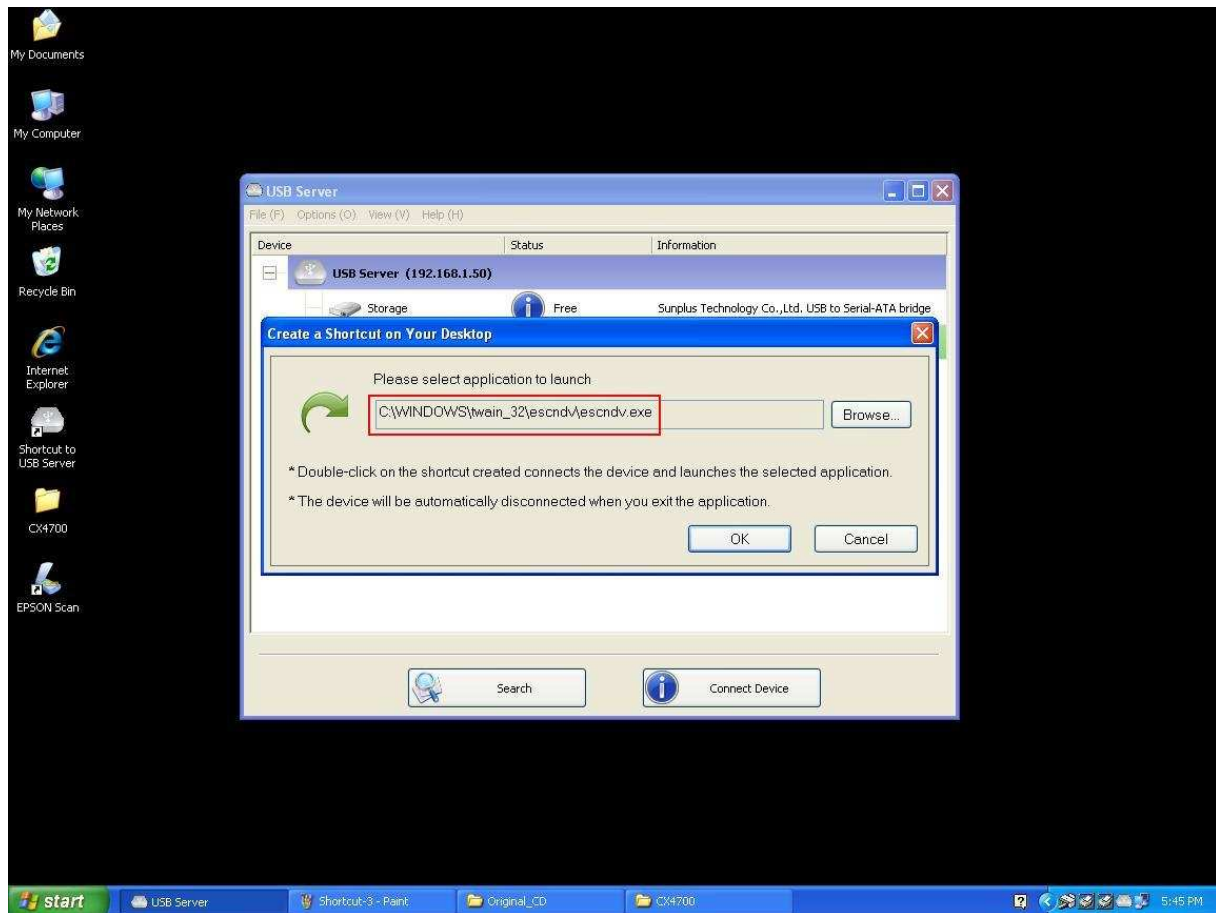 My Documents
My Computer
My Network
Places
Recycle Bin
Internet
Explorer
Shortcut to
USB Server
CX4700
EPSON Scan
USB Server
File (F) Options (O) View (V) Help (H)
Device Status Information
USB Server (192.168.1.50)
Storage Free Sunplus Technology Co.,Ltd. USB to Serial-ATA bridge
Create a Shortcut on Your Desktop
Please select application to launch
C:\WINDOWS\twain_32\escndv\escndv.exe Browse...
* Double-click on the shortcut created connects the device and launches the selected application.
* The device will be automatically disconnected when you exit the application.
OK Cancel
Search Connect Device
start USB Server Shortcut-3 - Paint Original_CD CX4700 5:45 PM